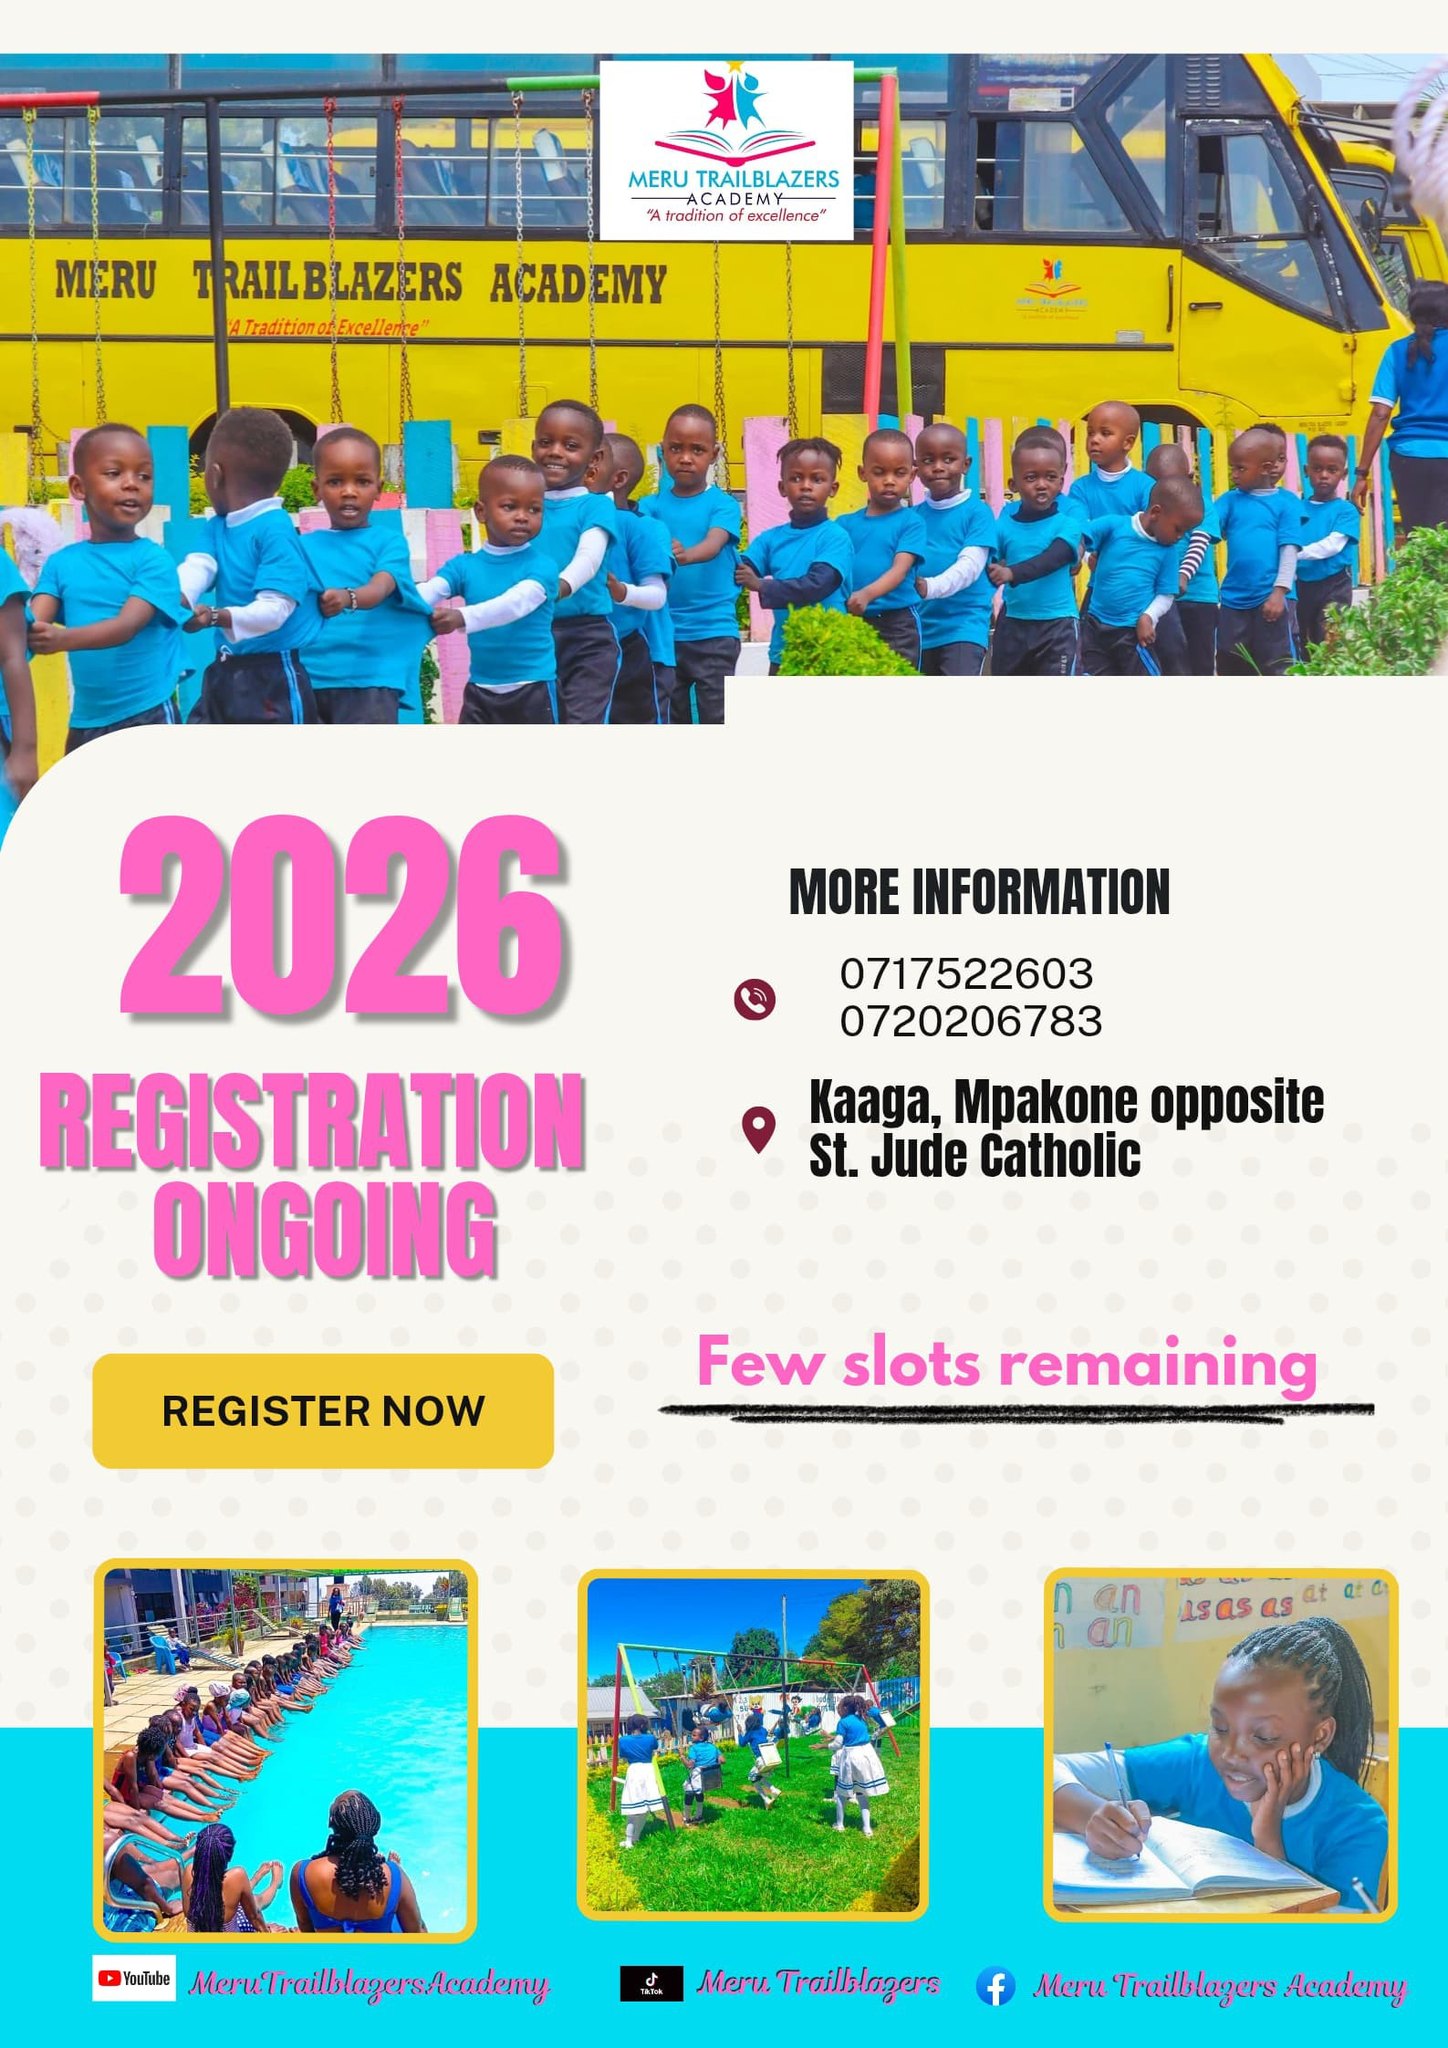 MERU TRAILBLAZERS
ACADEMY
"A tradition of excellence"
MERU TRAILBLAZERS ACADEMY
"A Tradition of Excellence"
2026
REGISTRATION
ONGOING
REGISTER NOW
MORE INFORMATION
0717522603
0720206783
Kaaga, Mpakone opposite
St. Jude Catholic
Few slots remaining
an an
an
as as as at at a
YouTube
MeruTrailblazersAcademy
TikTok
Meru Trailblazers
Meru Trailblazers Academy